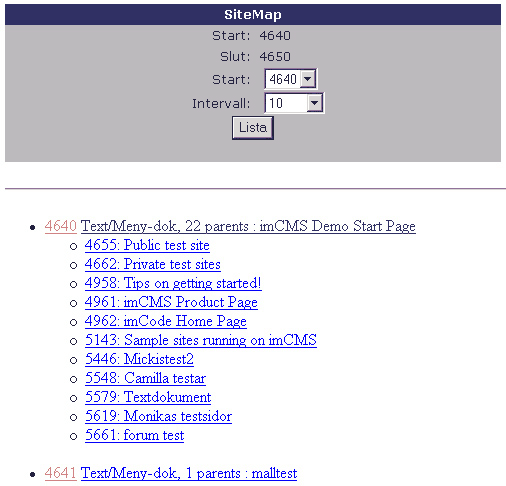 SiteMap
Start: 4640
Slut: 4650
Start: 4640
Intervall: 10
Lista
4640 Text/Meny-dok, 22 parents : imCMS Demo Start Page
4655: Public test site
4662: Private test sites
4958: Tips on getting started!
4961: imCMS Product Page
4962: imCode Home Page
5143: Sample sites running on imCMS
5446: Mickistest2
5548: Camilla testar
5579: Textdokument
5619: Monikas testsidor
5661: forum test
4641 Text/Meny-dok, 1 parents : malltest